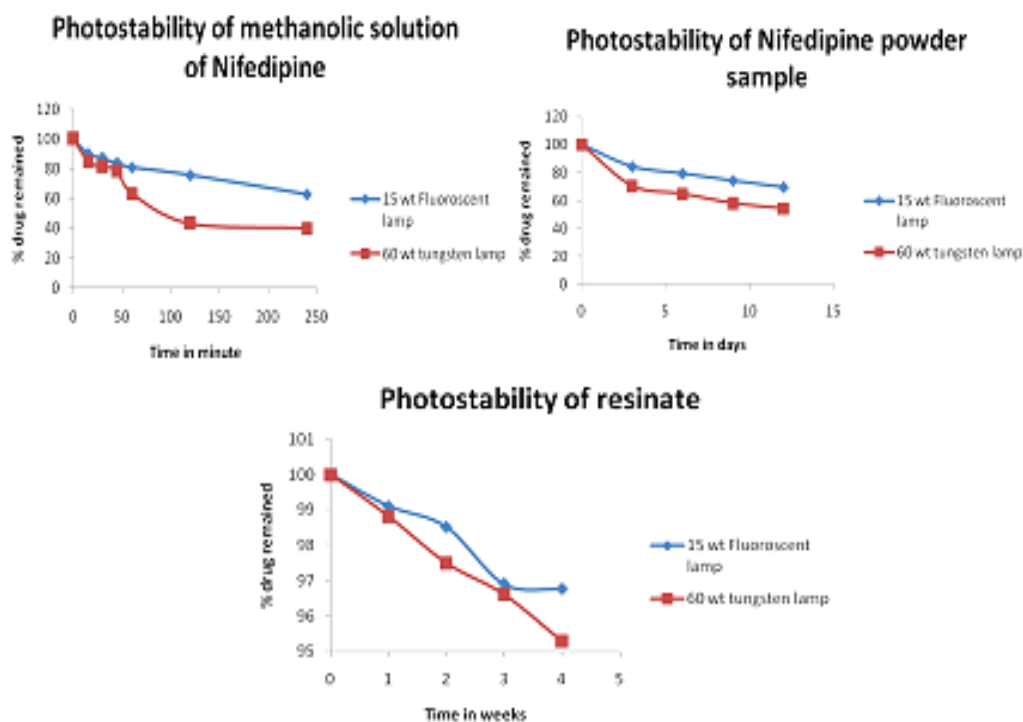 Photostability of methanolic solution
of Nifedipine
% drug remained
120
100
80
60
40
20
0
0 50 100 150 200 250
Time in minute
15 wt Fluoroscent
lamp
60 wt tungsten lamp
Photostability of Nifedipine powder
sample
% drug remained
120
100
80
60
40
20
0
0 5 10 15
Time in days
15 wt Fluoroscent
lamp
60 wt tungsten lamp
Photostability of resinate
% drug remained
101
100
99
98
97
96
95
0 1 2 3 4 5
Time in weeks
15 wt Fluoroscent
lamp
60 wt tungsten lamp